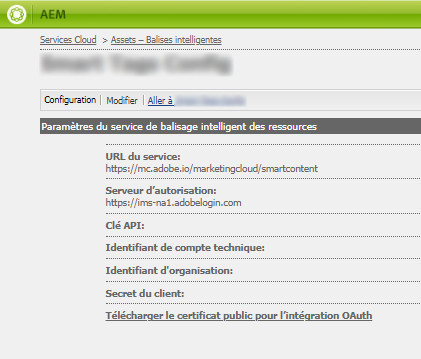 AEM
Services Cloud > Assets – Balises intelligentes
Configuration | Modifier | Aller à
Paramètres du service de balisage intelligent des ressources
URL du service:
https://mc.adobe.io/marketingcloud/smartcontent
Serveur d'autorisation:
https://ims-na1.adobelogin.com
Clé API:
Identifiant de compte technique:
Identifiant d'organisation:
Secret du client:
Télécharger le certificat public pour l'intégration OAuth